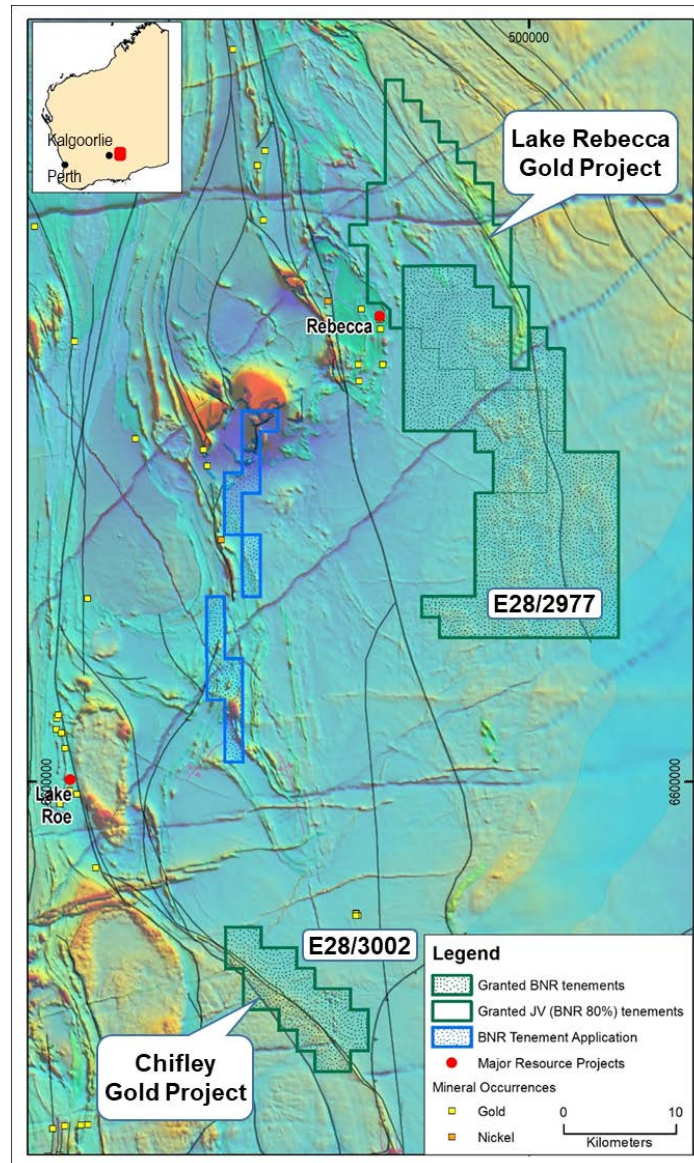 500000
Kalgoorlie
Perth
Lake Rebecca
Gold Project
Rebecca
E28/2977
6600000
6600000
Lake
Roe
E28/3002
Chifley
Gold Project
Legend
Granted BNR tenements
Granted JV (BNR 80%) tenements
BNR Tenement Application
Major Resource Projects
Mineral Occurrences
Gold
Nickel
0 10
Kilometers